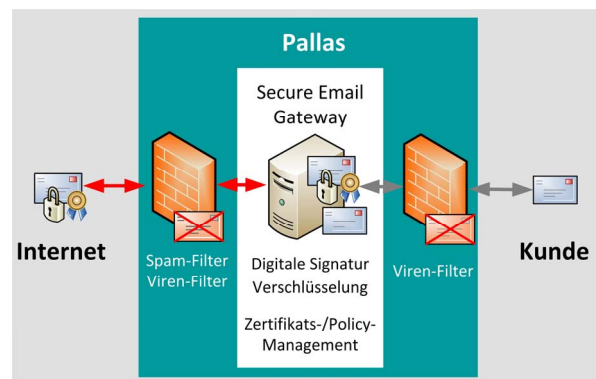 Pallas
Secure Email
Gateway
Internet
Spam-Filter
Viren-Filter
Digitale Signatur
Verschlüsselung
Zertifikats-/Policy-
Management
Viren-Filter
Kunde